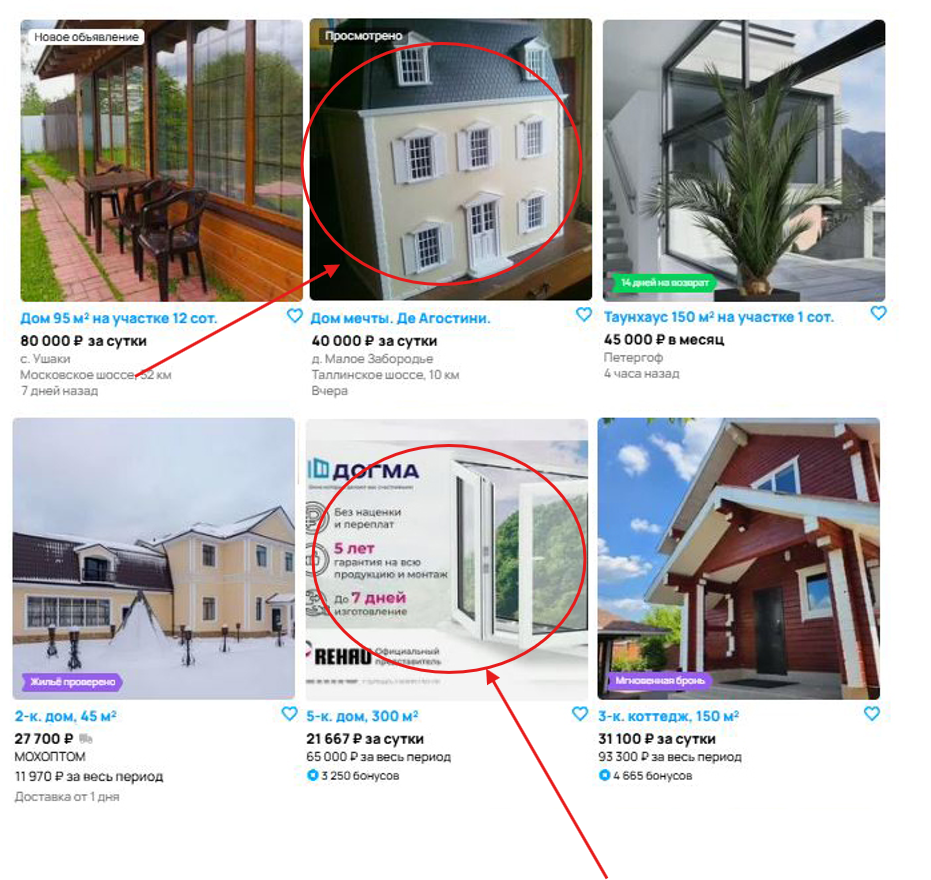 Новое объявление
Просмотрено
14 дней на возврат
Дом 95 м² на участке 12 сот.
80 000 ₽ за сутки
с. Ушаки
Московское шоссе, 52 км
7 дней назад
Дом мечты. Де Агостини.
40 000 ₽ за сутки
д. Малое Забородье
Таллинское шоссе, 10 км
Вчера
Таунхаус 150 м² на участке 1 сот.
45 000 ₽ в месяц
Петергоф
4 часа назад
Жильё проверено
ДОГМА
Без наценки
и переплат
5 лет
гарантия на всю
продукцию и монтаж
До 7 дней
изготовление
REHAU Официальный
представитель
Мгновенная бронь
2-к. дом, 45 м²
27 700 ₽
МОХОПТОМ
11 970 ₽ за весь период
Доставка от 1 дня
5-к. дом, 300 м²
21 667 ₽ за сутки
65 000 ₽ за весь период
3 250 бонусов
3-к. коттедж, 150 м²
31 100 ₽ за сутки
93 300 ₽ за весь период
4 665 бонусов